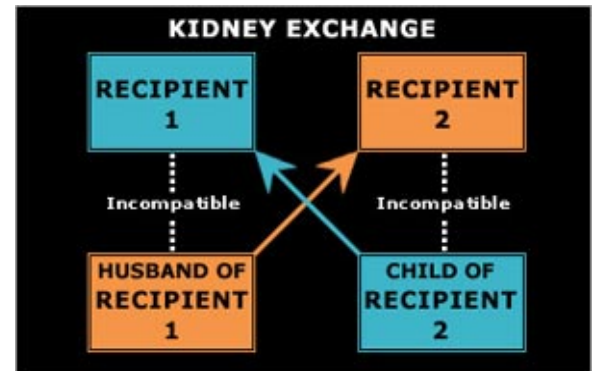 KIDNEY EXCHANGE
RECIPIENT
1
RECIPIENT
2
Incompatible
Incompatible
HUSBAND OF
RECIPIENT
1
CHILD OF
RECIPIENT
2